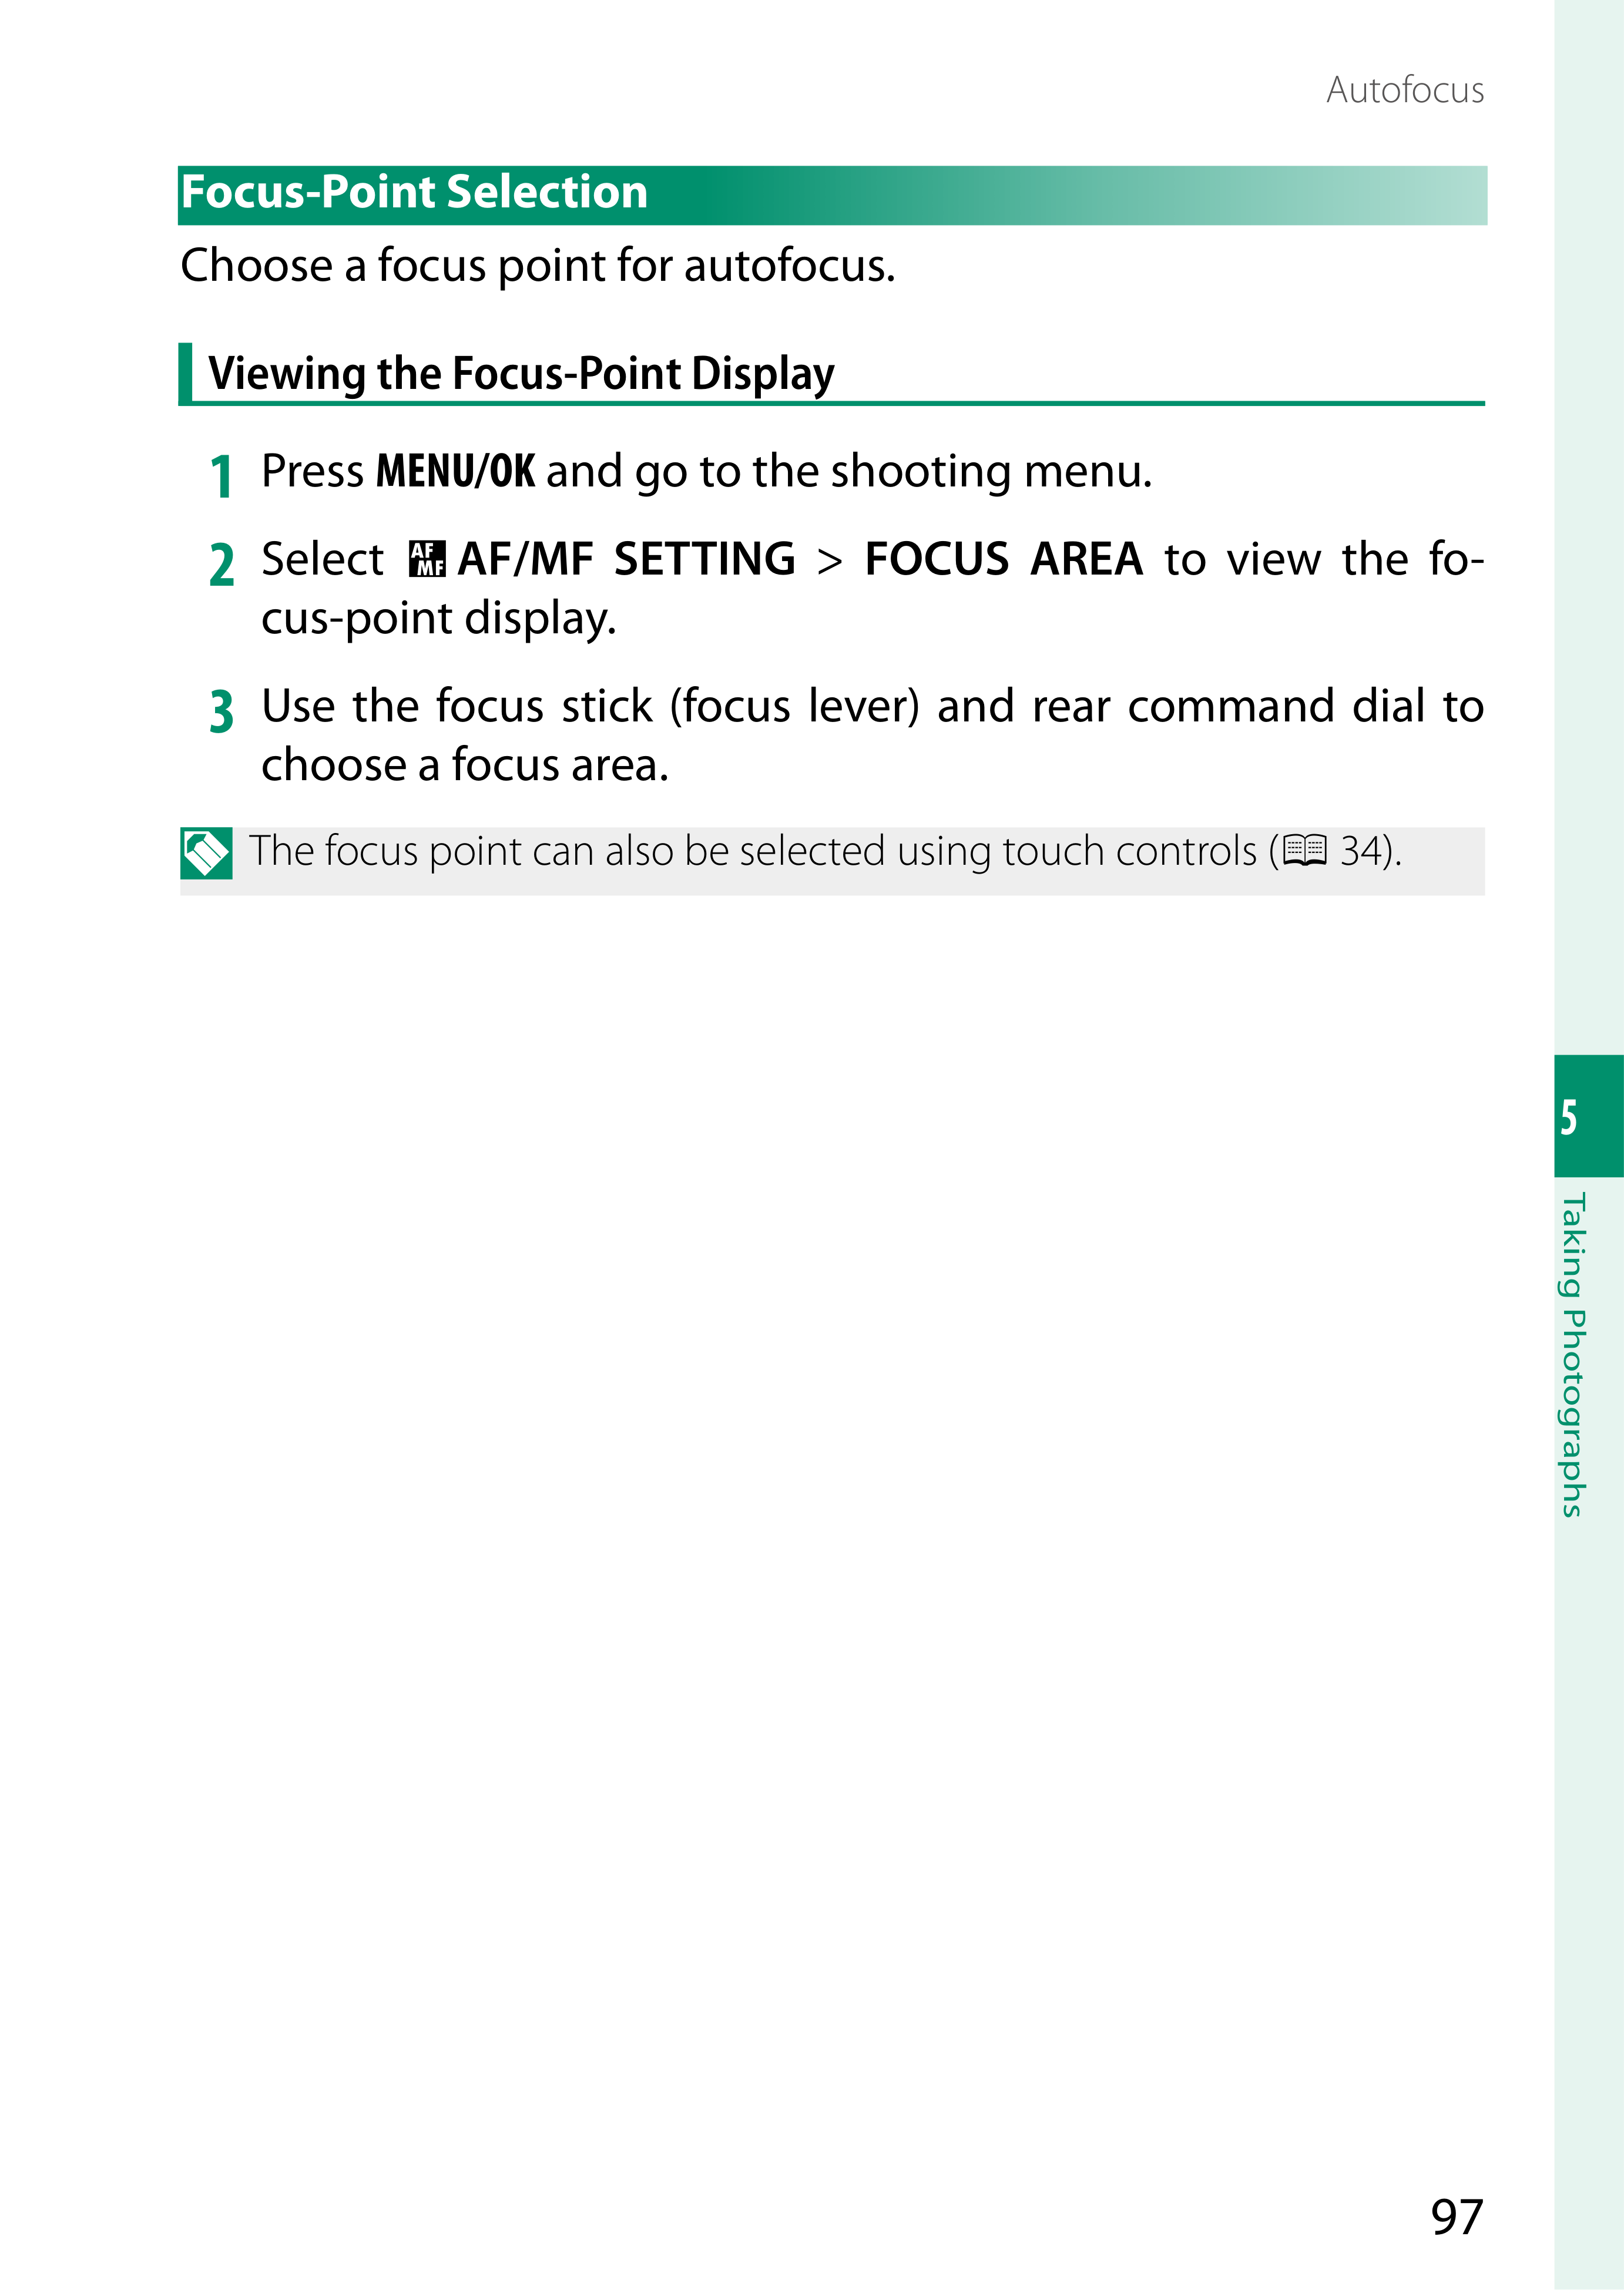 Autofocus
Focus-Point Selection
Choose a focus point for autofocus.
Viewing the Focus-Point Display
1 Press MENU/OK and go to the shooting menu.
2 Select AF MF AF/MF SETTING > FOCUS AREA to view the fo-
cus-point display.
3 Use the focus stick (focus lever) and rear command dial to
choose a focus area.
The focus point can also be selected using touch controls (34).
5
Taking Photographs
97